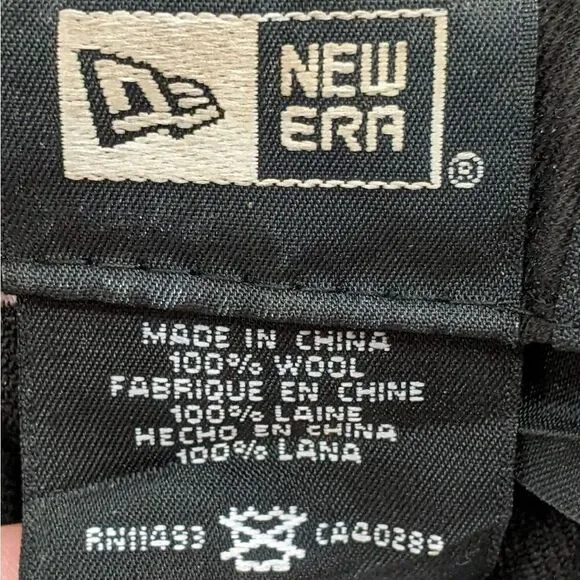 NEW
ERA
®
MADE IN CHINA
100% WOOL
FABRIQUE EN CHINE
100% LAINE
HECHO EN CHINA
100% LANA
RN11493 CA40289